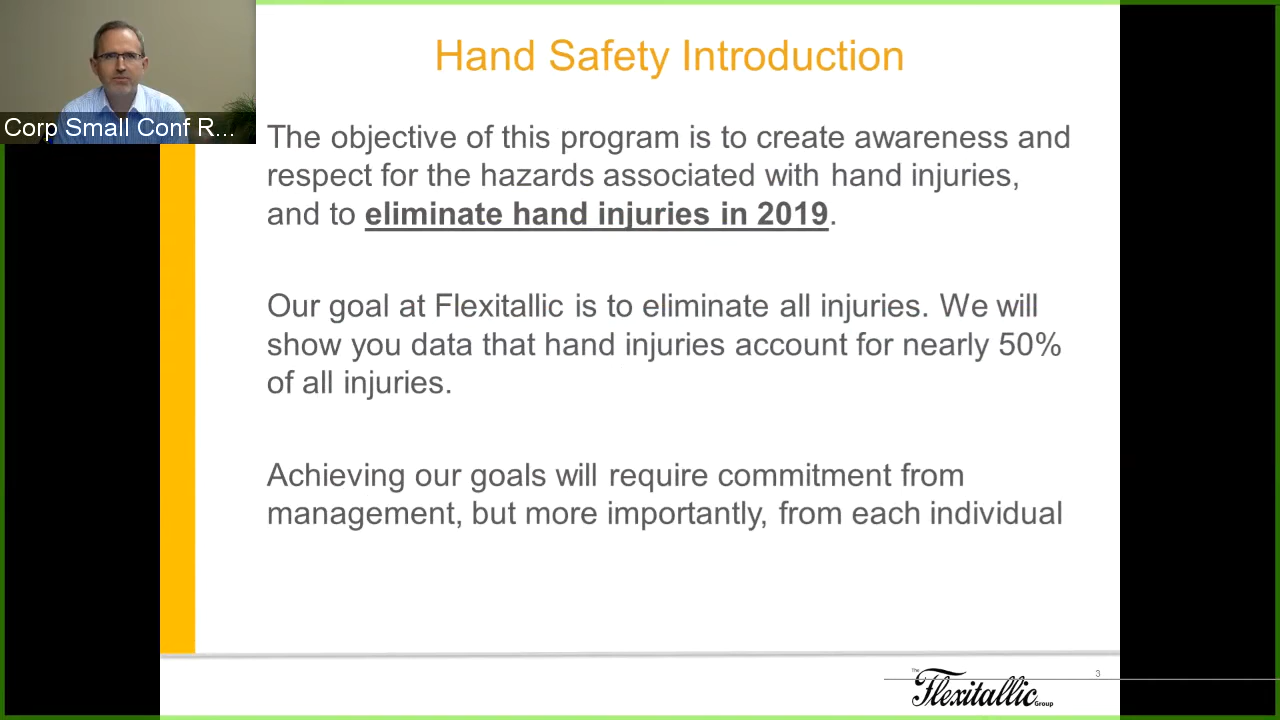 Hand Safety Introduction
Corp Small Conf R...
The objective of this program is to create awareness and
respect for the hazards associated with hand injuries,
and to eliminate hand injuries in 2019.
Our goal at Flexitallic is to eliminate all injuries. We will
show you data that hand injuries account for nearly 50%
of all injuries.
Achieving our goals will require commitment from
management, but more importantly, from each individual
3
The
Flexitallic
Group